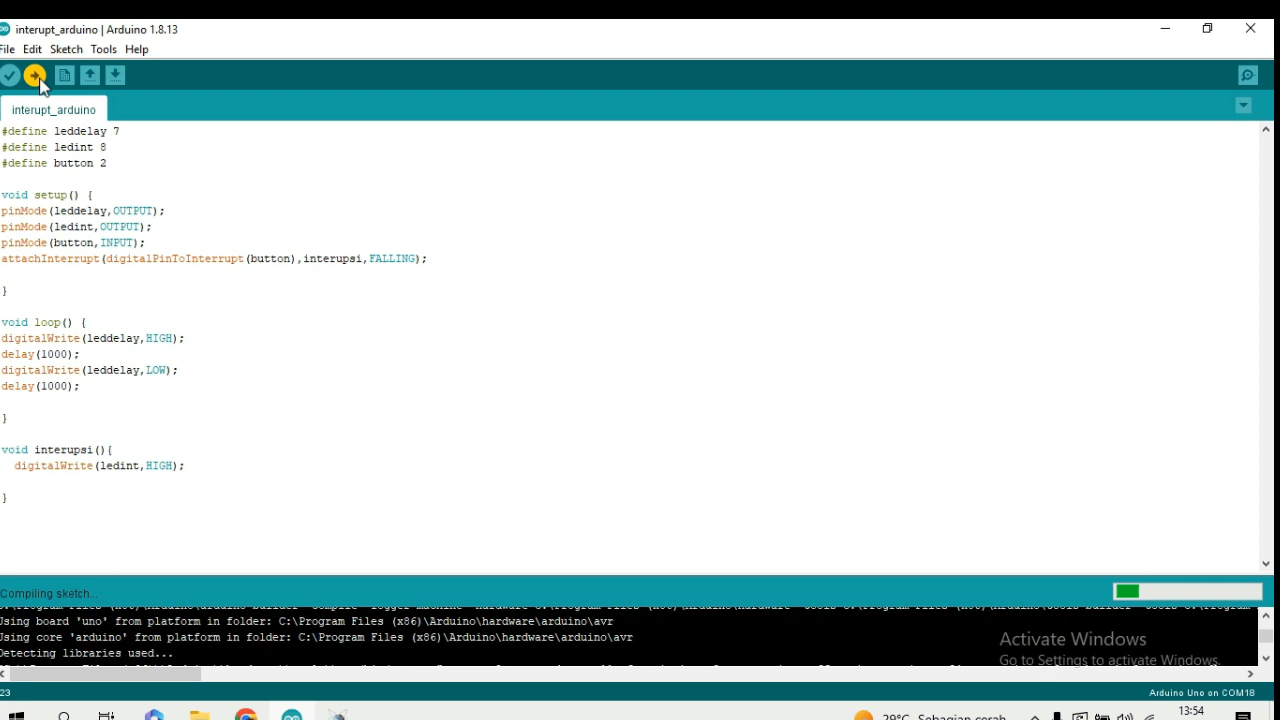 interupt_arduino | Arduino 1.8.13
File Edit Sketch Tools Help
interupt_arduino
#define leddelay 7
#define ledint 8
#define button 2
void setup() {
pinMode(leddelay,OUTPUT);
pinMode(ledint,OUTPUT);
pinMode(button,INPUT);
attachInterrupt(digitalPinToInterrupt(button),interupsi,FALLING);
}
void loop() {
digitalWrite(leddelay,HIGH);
delay(1000);
digitalWrite(leddelay,LOW);
delay(1000);
}
void interupsi(){
digitalWrite(ledint,HIGH);
}
Compiling sketch...
Using board 'uno' from platform in folder: C:\Program Files (x86)\Arduino\hardware\arduino\avr
Using core 'arduino' from platform in folder: C:\Program Files (x86)\Arduino\hardware\arduino\avr
Detecting libraries used...
Activate Windows
Go to Settings to activate Windows.
23
Arduino Uno on COM18
29°C Sebagian cerah
13:54